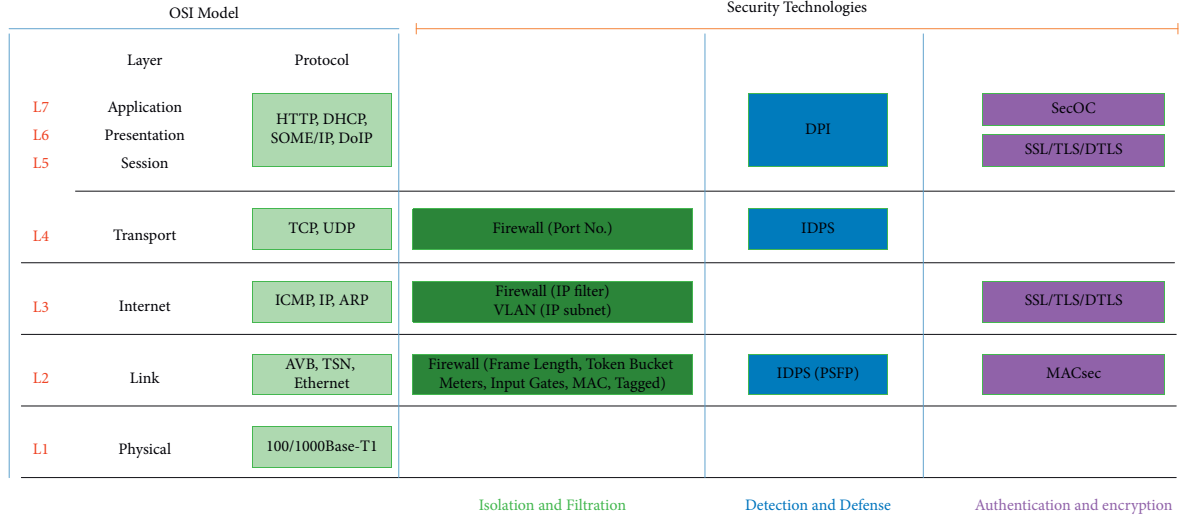 OSI Model
Security Technologies
Layer
Protocol
L7
Application
L6
Presentation
L5
Session
HTTP, DHCP,
SOME/IP, DoIP
DPI
SecOC
SSL/TLS/DTLS
L4
Transport
TCP, UDP
Firewall (Port No.)
IDPS
L3
Internet
ICMP, IP, ARP
Firewall (IP filter)
VLAN (IP subnet)
SSL/TLS/DTLS
L2
Link
AVB, TSN,
Ethernet
Firewall (Frame Length, Token Bucket
Meters, Input Gates, MAC, Tagged)
IDPS (PSFP)
MACsec
L1
Physical
100/1000Base-T1
Isolation and Filtration
Detection and Defense
Authentication and encryption